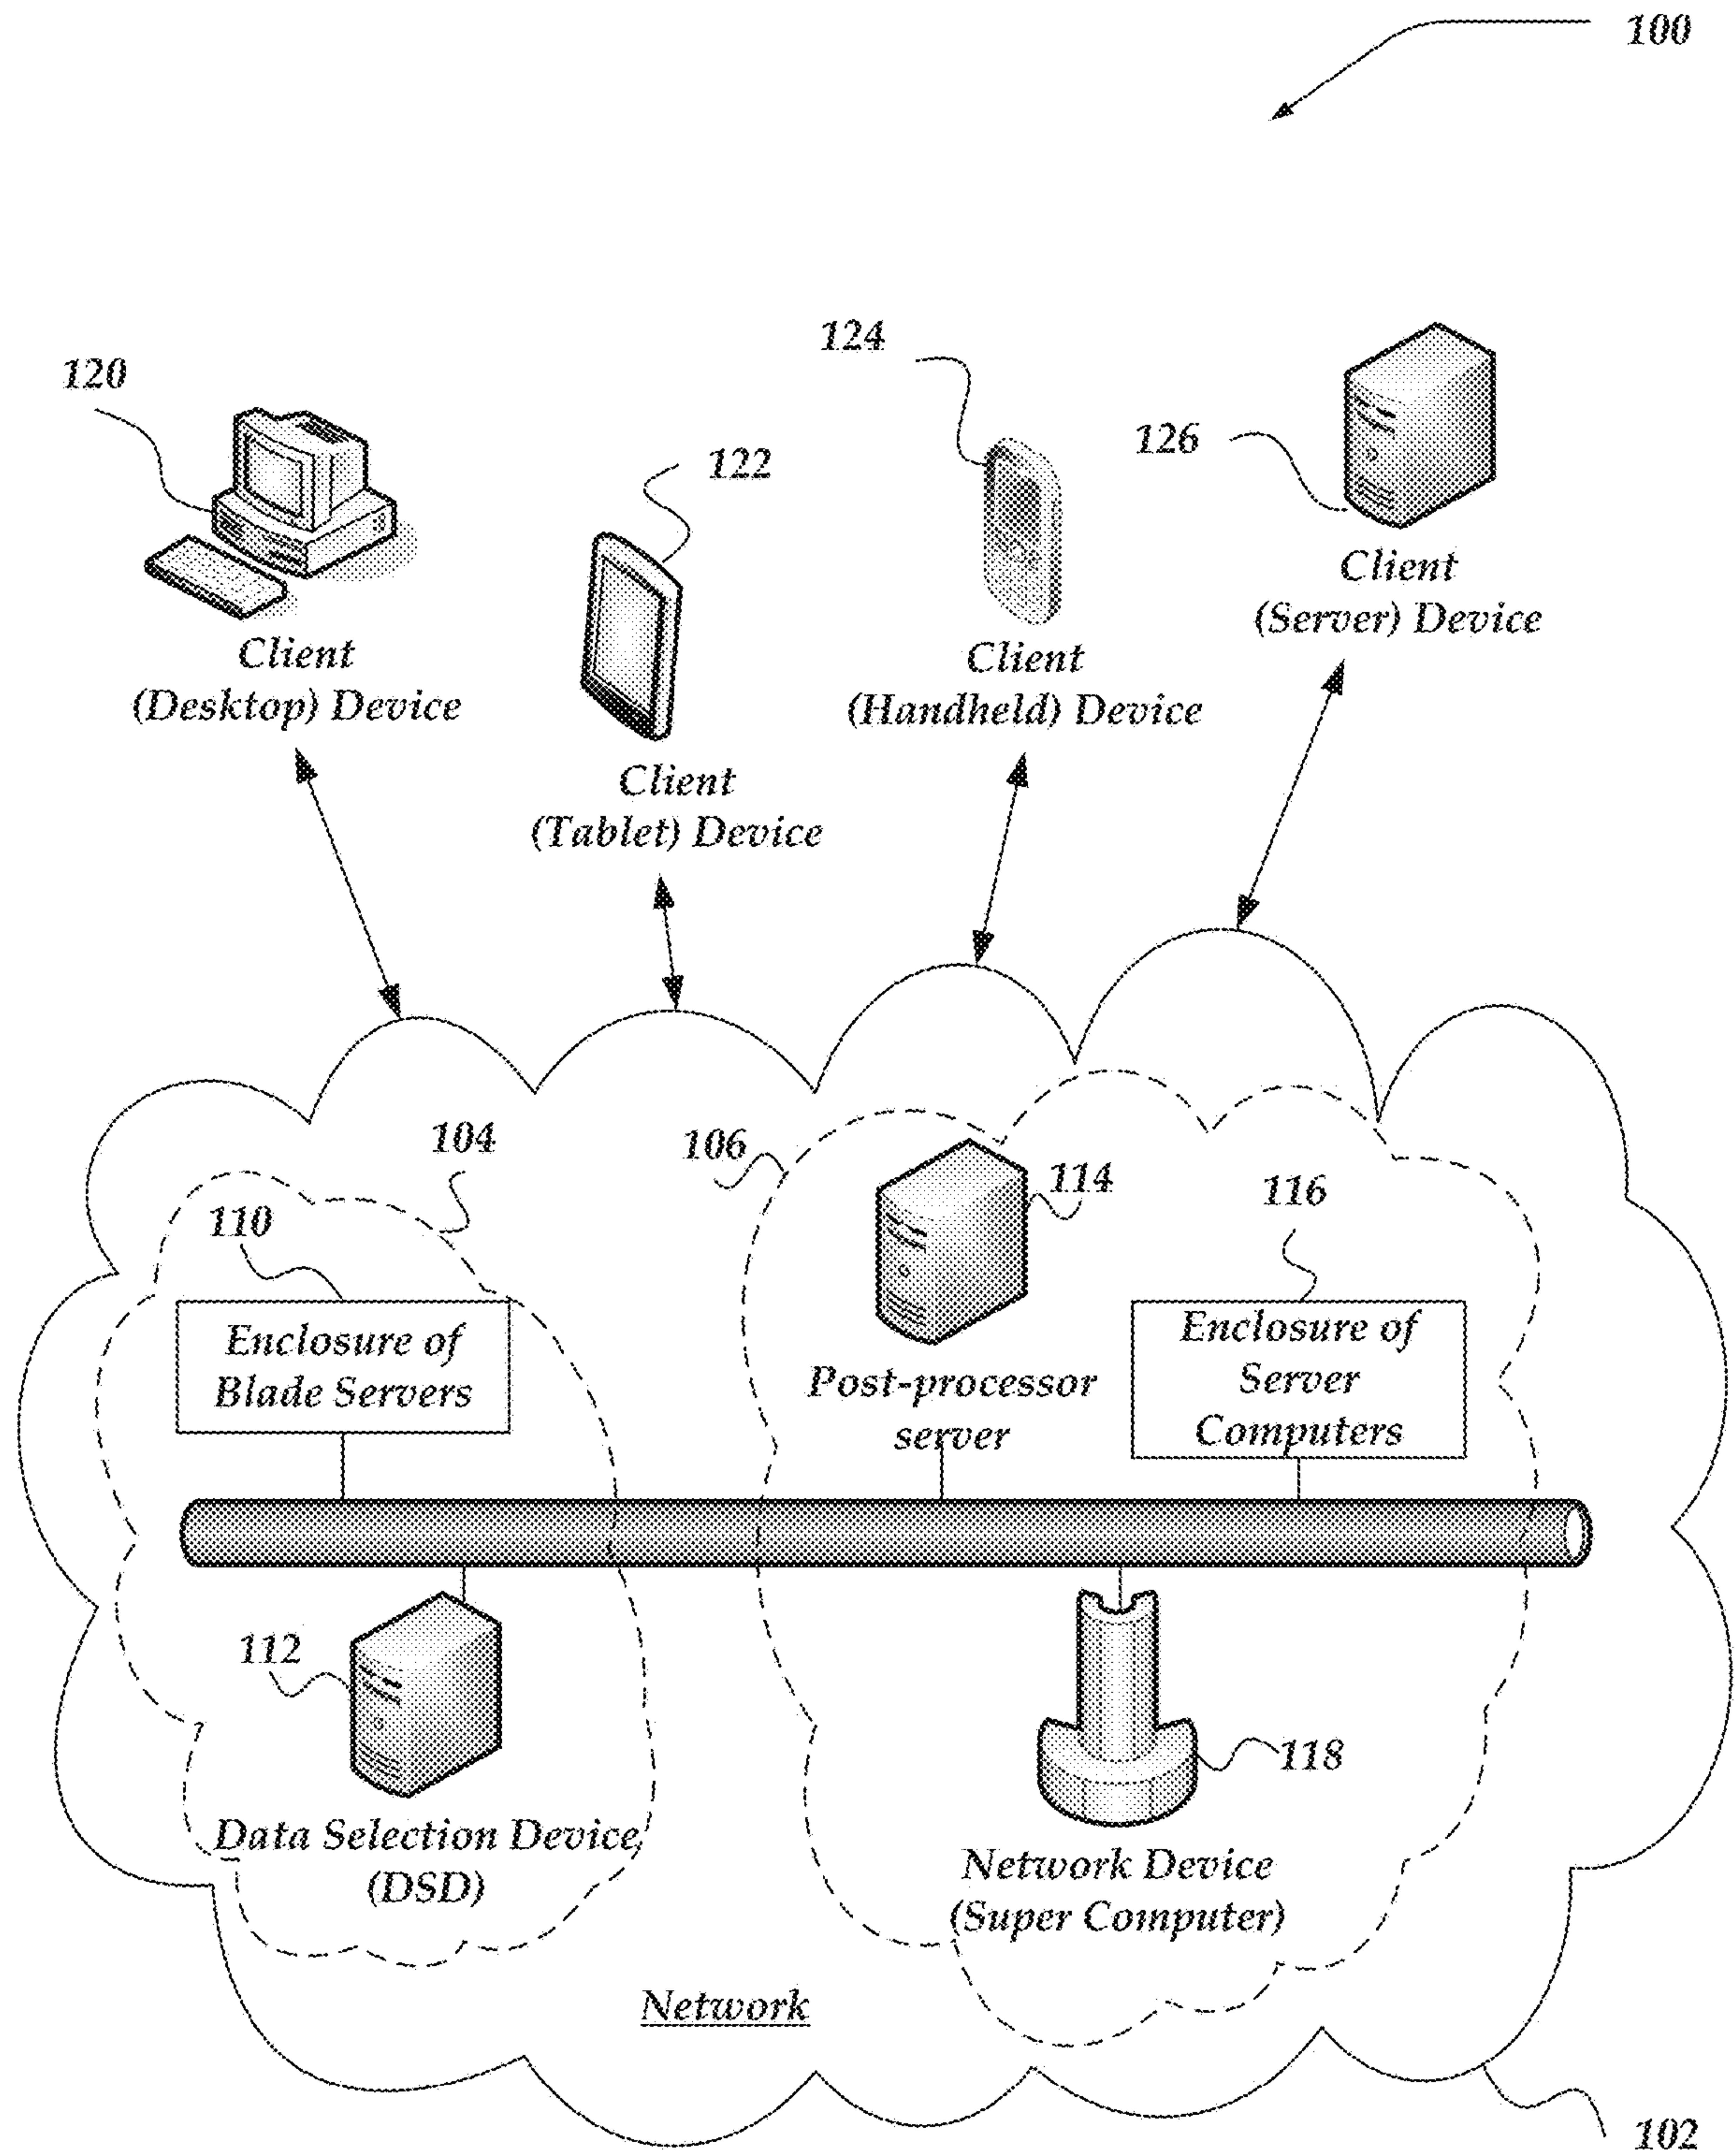 100
124
120
126
122
Client
(Server) Device
Client
(Desktop) Device
Client
(Handheld) Device
Client
(Tablet) Device
104
106
114
116
110
Enclosure of
Blade Servers
Post-processor
server
Enclosure of
Server
Computers
112
118
Data Selection Device
(DSD)
Network Device
(Super Computer)
Network
102